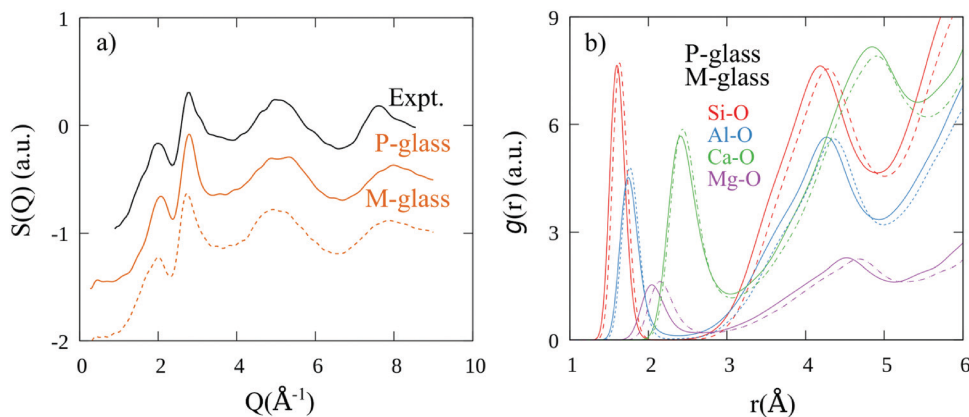 a)
1
0
-1
-2
S(Q) (a.u.)
Expt.
P-glass
M-glass
0
2
4
6
8
10
Q(Å⁻¹)
b)
9
6
3
0
g(r) (a.u.)
P-glass
M-glass
Si-O
Al-O
Ca-O
Mg-O
1
2
3
4
5
6
r(Å)